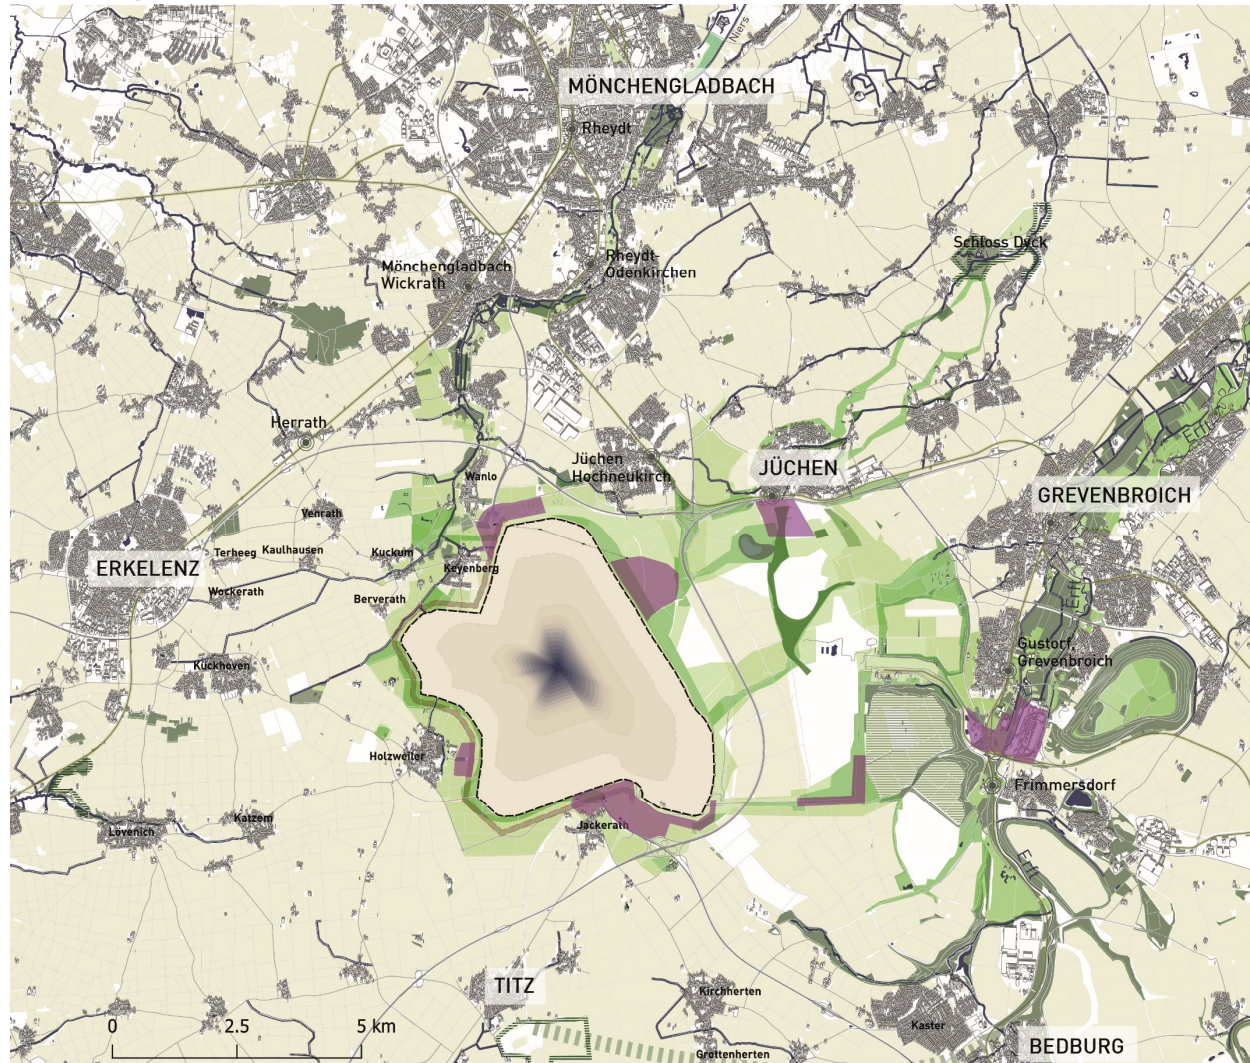 Niers
MÖNCHENGLADBACH
Rheydt
Schloss Dyck
Rheydt-
Odenkirchen
Mönchengladbach
Wickrath
Herrath
Erft
Jüchen
Hochneukirch
JÜCHEN
Wanlo
GREVENBROICH
Venrath
Terheeg
Kaulhausen
Kuckum
Keyenberg
ERKELENZ
Wockerath
Berverath
Erft
Kückhoven
Gustorf,
Grevenbroich
Holzweiler
Frimmersdorf
Katzem
Lövenich
Jackerath
Erft
TITZ
Kirchherten
Kaster
0 2.5 5 km
BEDBURG
Grottenherten